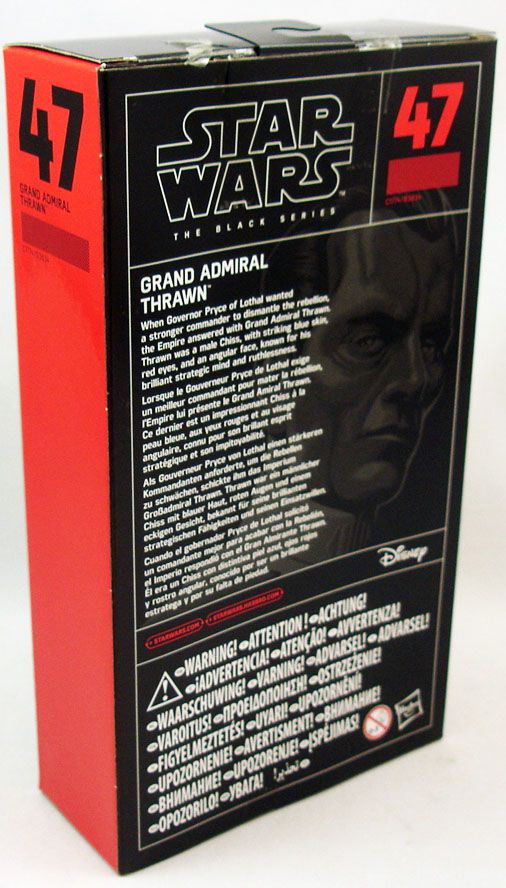 47
GRAND ADMIRAL
THRAWN
STAR
WARS™
THE BLACK SERIES
47
GRAND ADMIRAL
THRAWN™
When Governor Pryce of Lothal wanted
a stronger commander to dismantle the rebellion,
the Empire answered with Grand Admiral Thrawn.
Thrawn was a male Chiss, with striking blue skin,
red eyes, and an angular face, known for his
brilliant strategic mind and ruthlessness.
Lorsque le Gouverneur Pryce de Lothal exige
un meilleur commandant pour mater la rébellion,
l'Empire lui présente le Grand Amiral Thrawn.
Ce dernier est un impressionnant Chiss à la
peau bleue, aux yeux rouges et au visage
angulaire, connu pour son brillant esprit
stratégique et son impitoyabilité.
Als Gouverneur Pryce von Lothal einen stärkeren
Kommandanten anforderte, um die Rebellen
zu schwächen, schickte ihm das Imperium
Großadmiral Thrawn. Thrawn war ein männlicher
Chiss mit blauer Haut, roten Augen und einem
eckigen Gesicht, bekannt für seine brillanten
strategischen Fähigkeiten und seinen Ersatzwillen.
Cuando el gobernador Pryce de Lothal solicitó
un comandante mejor para acabar con la Rebelión,
el Imperio respondió con el Gran Almirante Thrawn.
Él era un Chiss con distintiva piel azul, ojos rojos
y rostro angular, conocido por ser un brillante
estratega y por su falta de piedad.
Disney
STARWARS.COM STARWARS.HASBRO.COM
WARNING! ATTENTION! ACHTUNG!
¡ADVERTENCIA! ATENÇÃO! AVVERTENZA!
WAARSCHUWING! VARNING! ADVARSEL! ADVARSEL!
VAROITUS! ΠΡΟΕΙΔΟΠΟΙΗΣΗ! OSTRZEŻENIE!
FIGYELMEZTETÉS! UYARI! UPOZORNĚNÍ!
UPOZORNENIE! AVERTISMENT! ВНИМАНИЕ!
ВНИМАНИЕ! UPOZORENJE! ĮSPĖJIMAS!
OPOZORILO! УВАГА! تحذير!
0-3
Hasbro